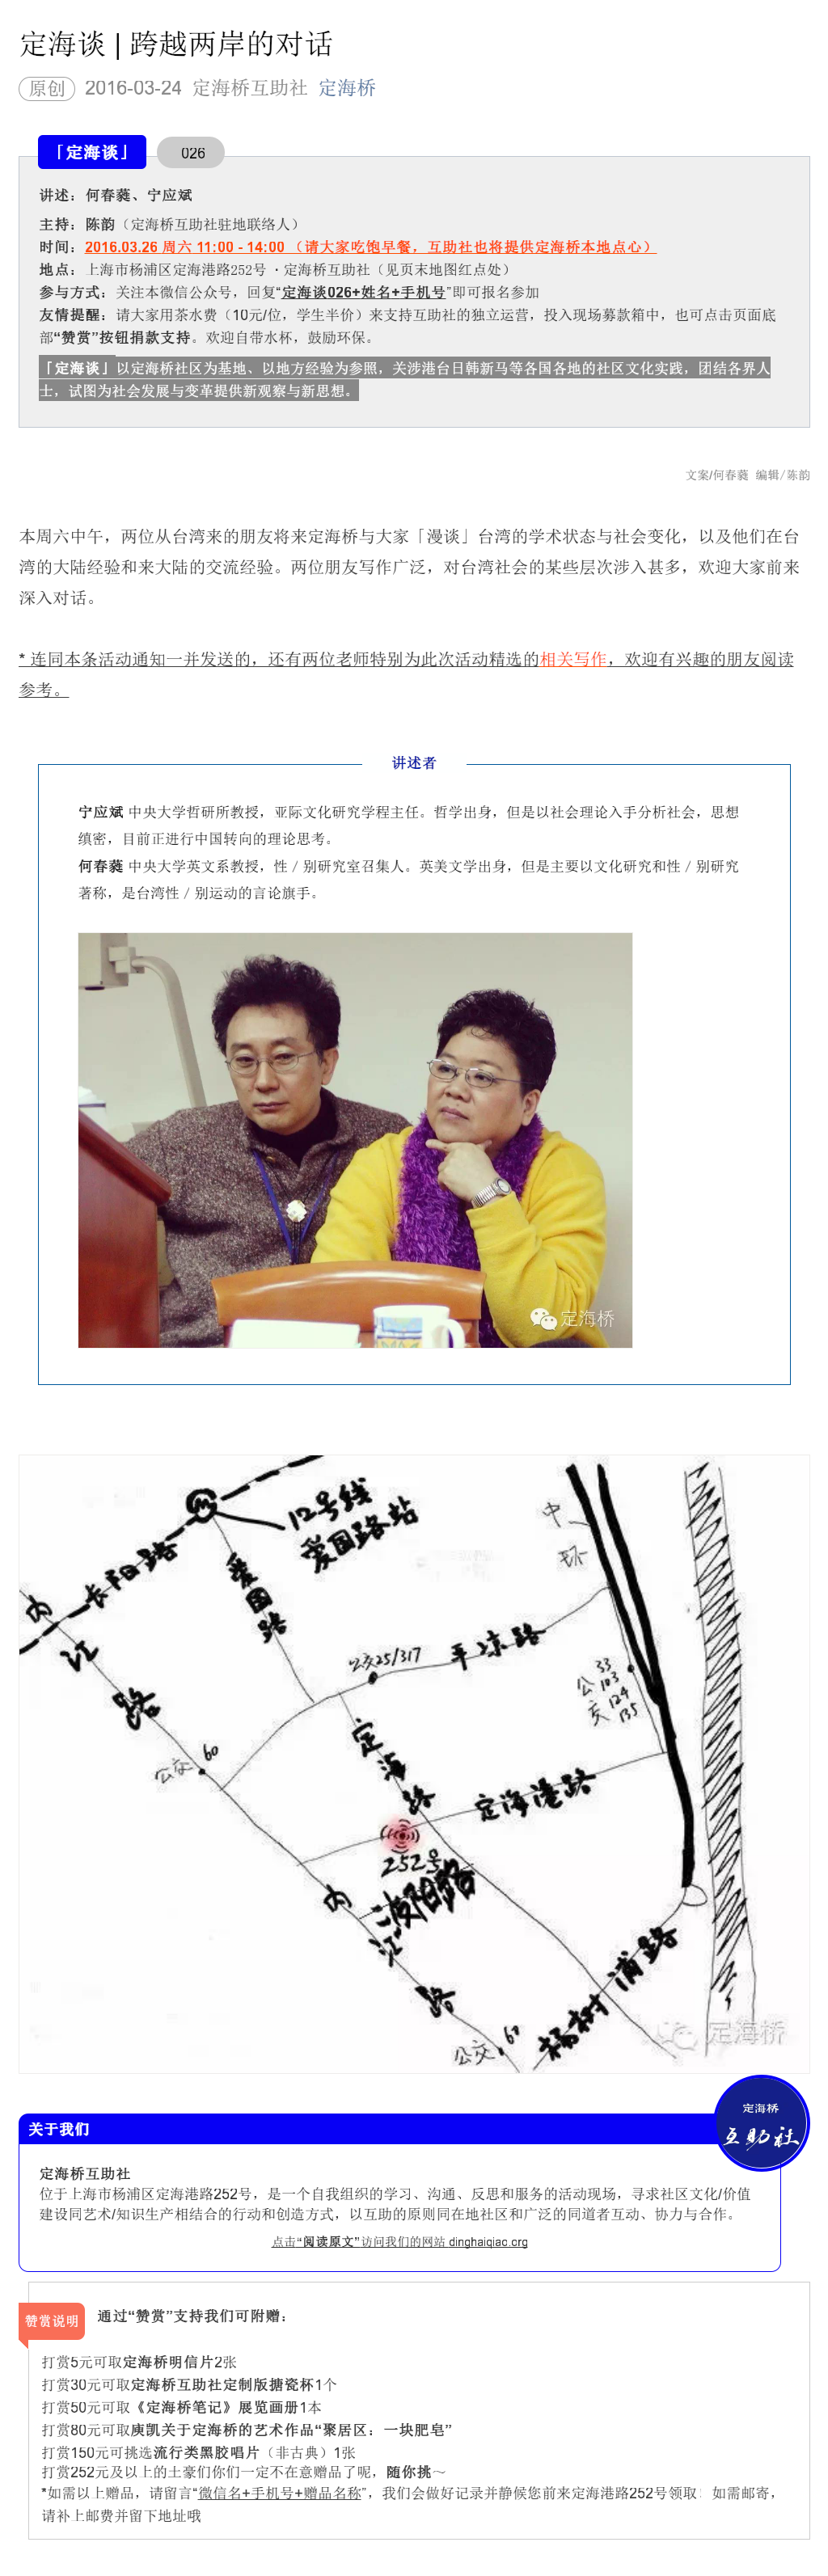 定海谈 | 跨越两岸的对话
原创 2016-03-24 定海桥互助社 定海桥
「定海谈」 026
讲述：何春蕤、宁应斌
主持：陈韵（定海桥互助社驻地联络人）
时间：2016.03.26 周六 11:00 - 14:00 （请大家吃饱早餐，互助社也将提供定海桥本地点心）
地点：上海市杨浦区定海港路252号 · 定海桥互助社（见页末地图红点处）
参与方式：关注本微信公众号，回复“定海谈026+姓名+手机号”即可报名参加
友情提醒：请大家用茶水费（10元/位，学生半价）来支持互助社的独立运营，投入现场募款箱中，也可点击页面底
部“赞赏”按钮捐款支持。欢迎自带水杯，鼓励环保。
「定海谈」以定海桥社区为基地、以地方经验为参照，关涉港台日韩新马等各国各地的社区文化实践，团结各界人
士，试图为社会发展与变革提供新观察与新思想。
文案/何春蕤 编辑/陈韵
本周六中午，两位从台湾来的朋友将来定海桥与大家「漫谈」台湾的学术状态与社会变化，以及他们在台
湾的大陆经验和来大陆的交流经验。两位朋友写作广泛，对台湾社会的某些层次涉入甚多，欢迎大家前来
深入对话。
* 连同本条活动通知一并发送的，还有两位老师特别为此次活动精选的相关写作，欢迎有兴趣的朋友阅读
参考。
讲述者
宁应斌 中央大学哲研所教授，亚际文化研究学程主任。哲学出身，但是以社会理论入手分析社会，思想
缜密，目前正进行中国转向的理论思考。
何春蕤 中央大学英文系教授，性 / 别研究室召集人。英美文学出身，但是主要以文化研究和性 / 别研究
著称，是台湾性 / 别运动的言论旗手。
定海桥
12号线
爱国路站
长阳路
爱国路
中环
内江路
公交25/317
平凉路
公交 33 103 124 135
公交 60
定海路
定海港路
252号
内江路
沈阳路
杨树浦路
公交 60
定海桥
定海桥
互助社
关于我们
定海桥互助社
位于上海市杨浦区定海港路252号，是一个自我组织的学习、沟通、反思和服务的活动现场，寻求社区文化/价值
建设同艺术/知识生产相结合的行动和创造方式，以互助的原则同在地社区和广泛的同道者互动、协力与合作。
点击“阅读原文”访问我们的网站 dinghaiqiao.org
赞赏说明
通过“赞赏”支持我们可附赠：
打赏5元可取定海桥明信片2张
打赏30元可取定海桥互助社定制版搪瓷杯1个
打赏50元可取《定海桥笔记》展览画册1本
打赏80元可取庾凯关于定海桥的艺术作品“聚居区：一块肥皂”
打赏150元可挑选流行类黑胶唱片（非古典）1张
打赏252元及以上的土豪们你们一定不在意赠品了呢，随你挑～
*如需以上赠品，请留言“微信名+手机号+赠品名称”，我们会做好记录并静候您前来定海港路252号领取！如需邮寄，
请补上邮费并留下地址哦